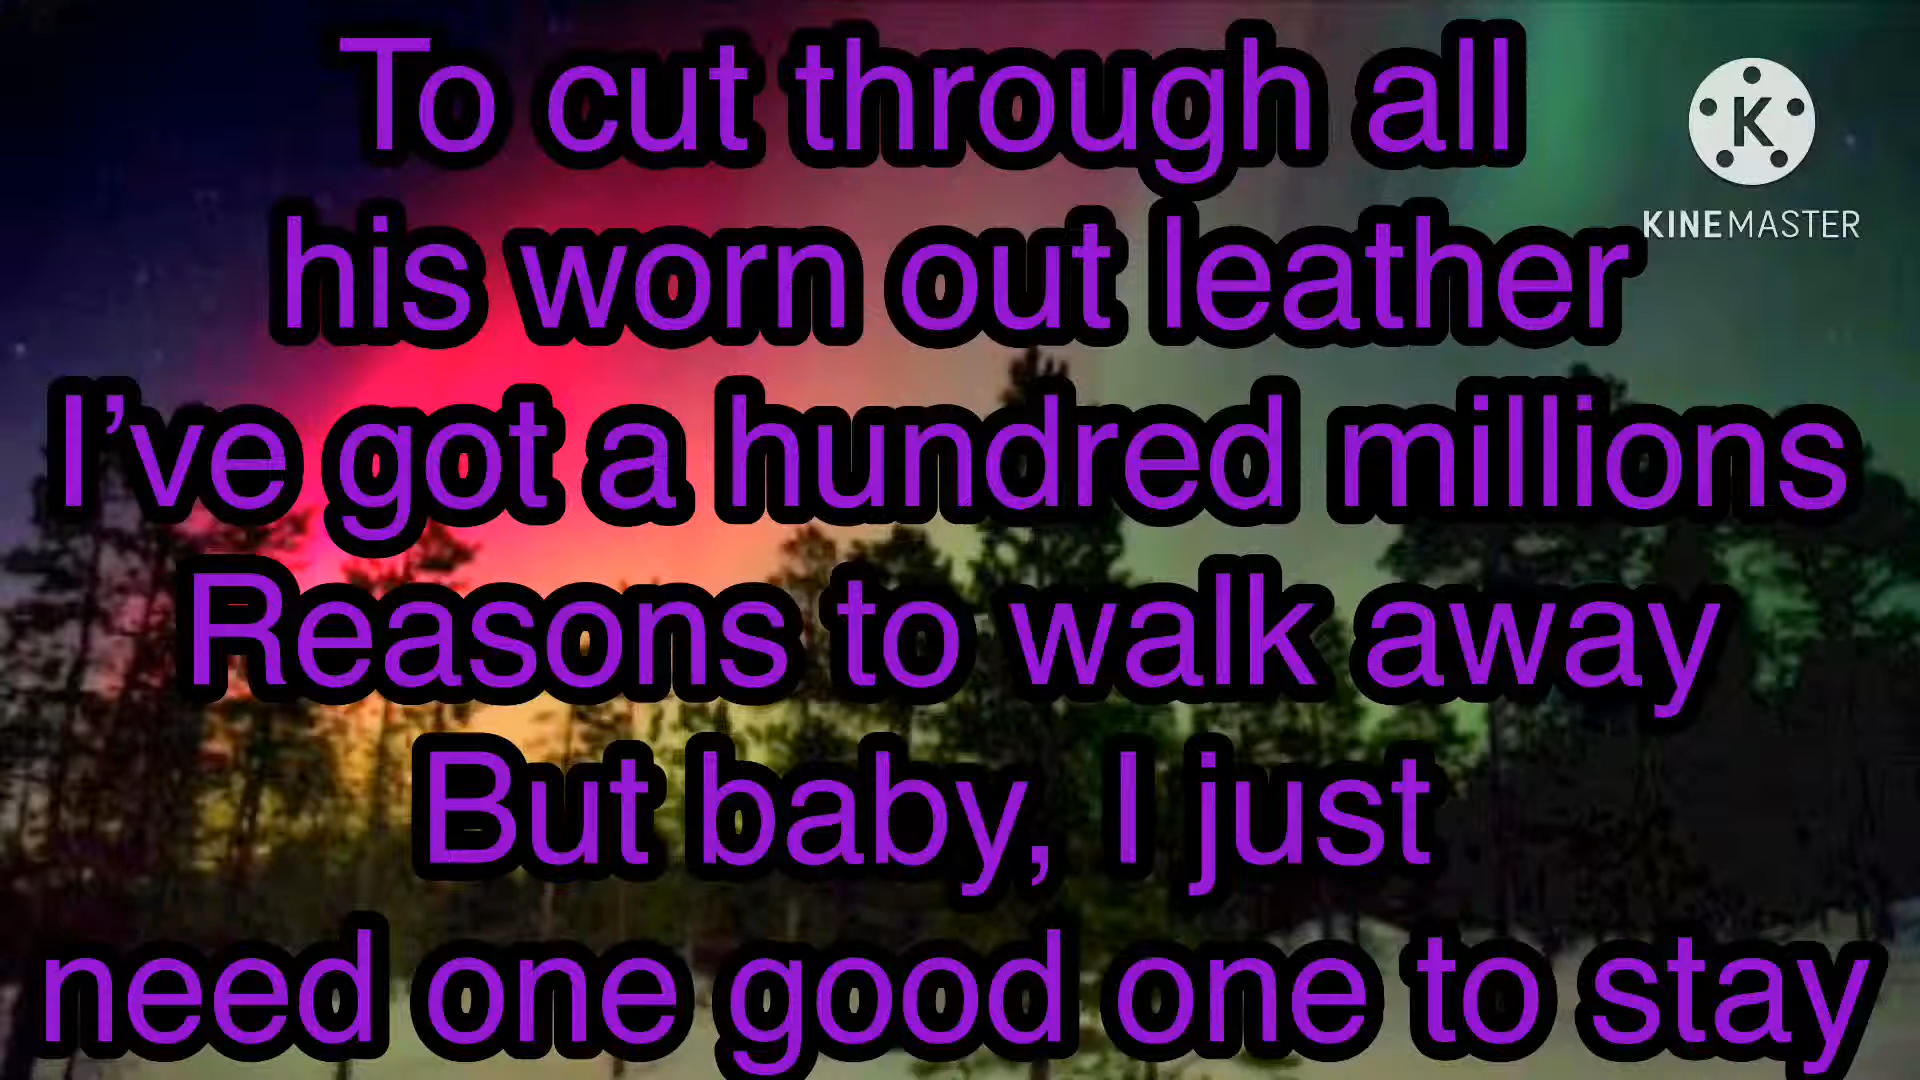 To cut through all
KINEMASTER
his worn out leather
I’ve got a hundred millions
Reasons to walk away
But baby, I just
need one good one to stay